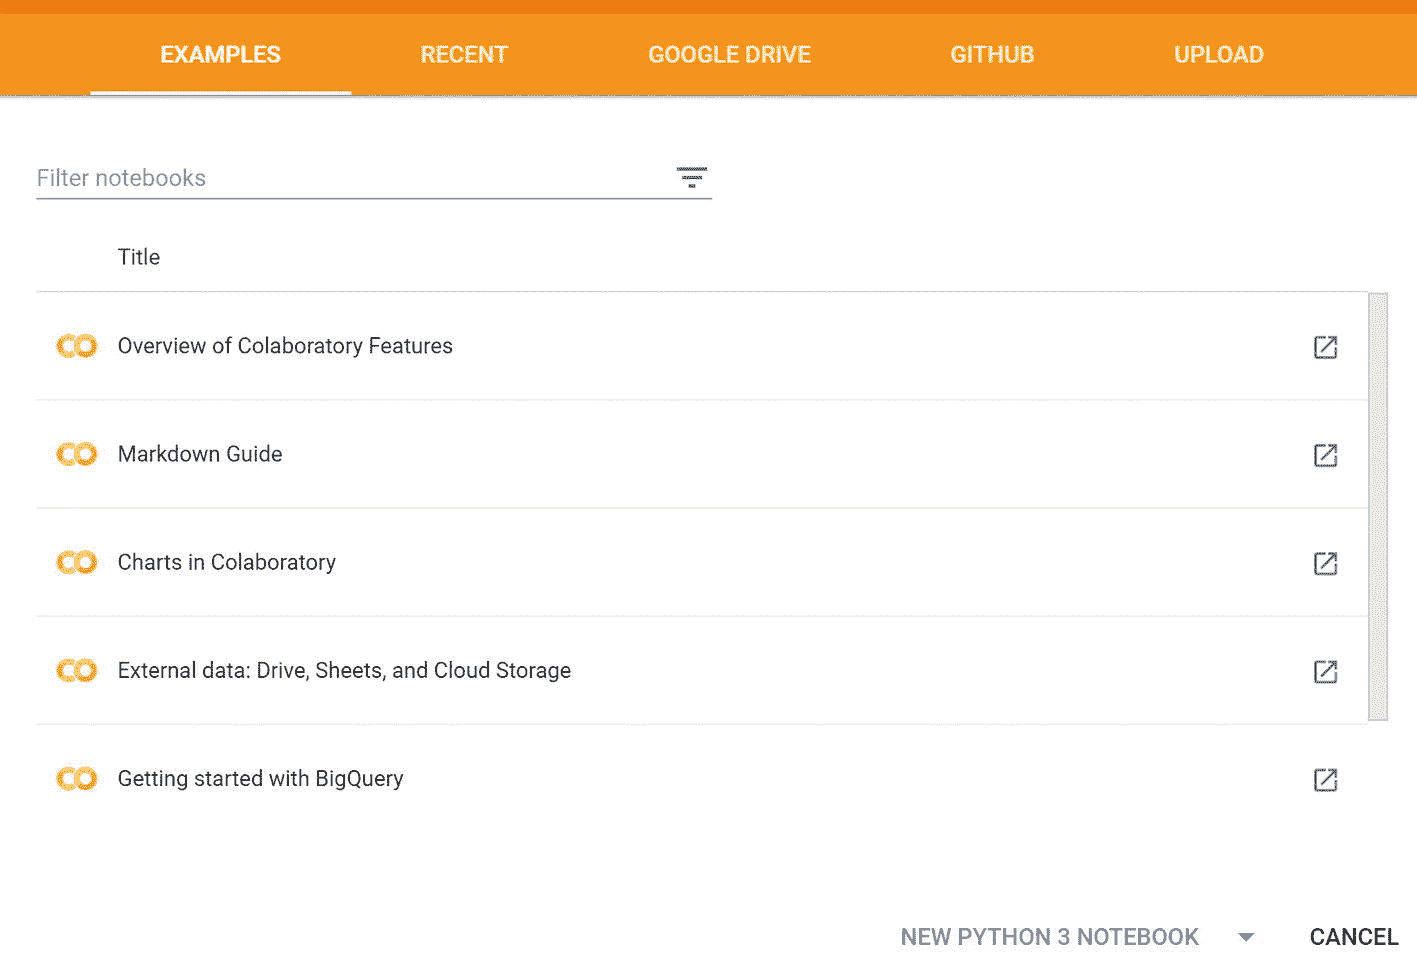 EXAMPLES RECENT GOOGLE DRIVE GITHUB UPLOAD
Filter notebooks
Title
CO Overview of Colaboratory Features
CO Markdown Guide
CO Charts in Colaboratory
CO External data: Drive, Sheets, and Cloud Storage
CO Getting started with BigQuery
NEW PYTHON 3 NOTEBOOK CANCEL